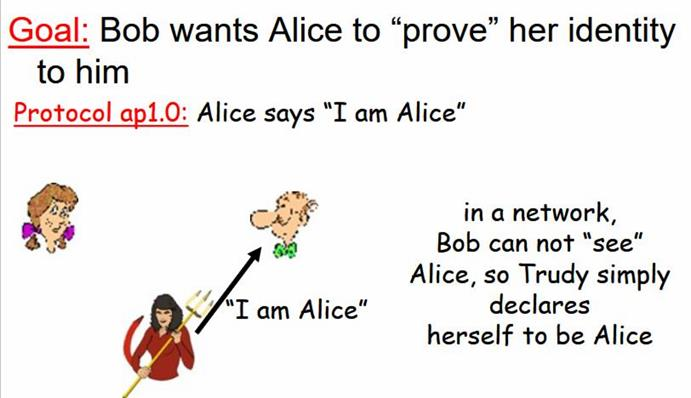 Goal: Bob wants Alice to “prove” her identity
to him
Protocol ap1.0: Alice says “I am Alice”
in a network,
Bob can not “see”
Alice, so Trudy simply
declares
herself to be Alice
“I am Alice”